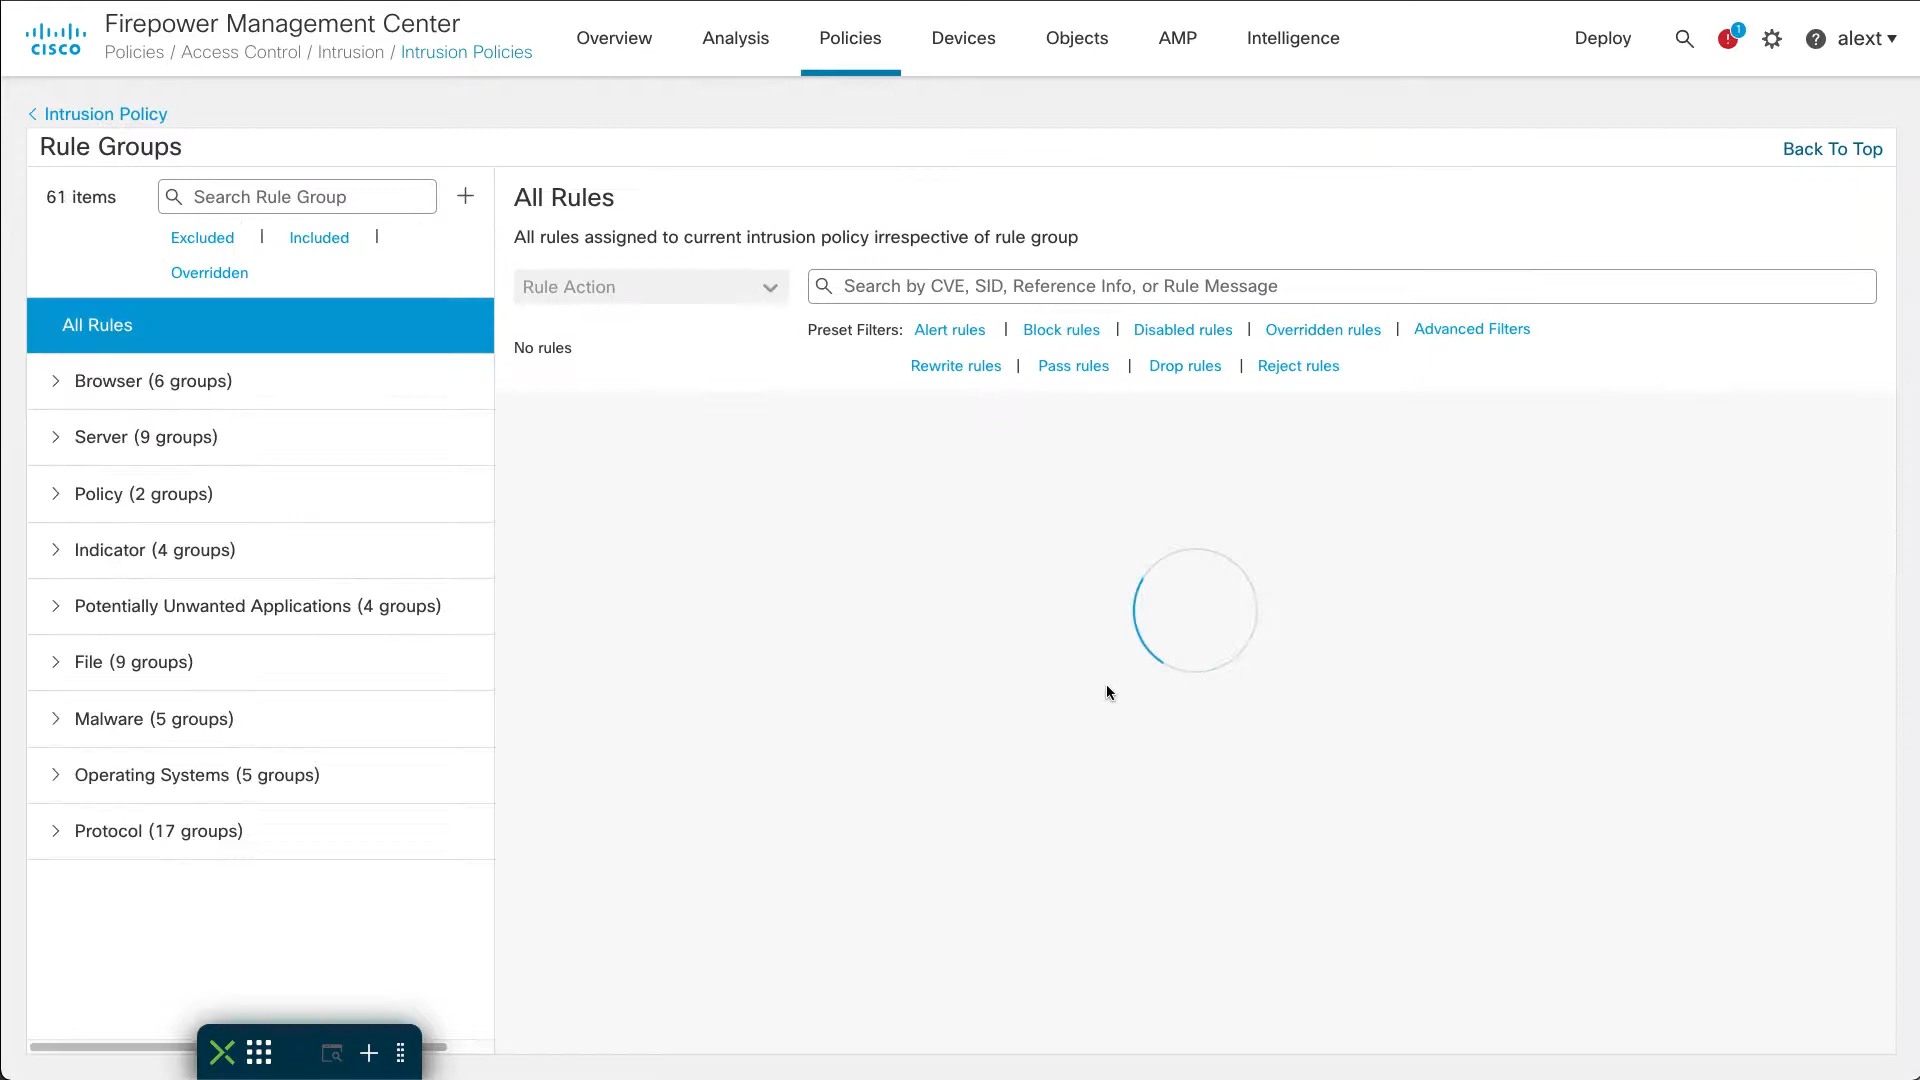 CISCO
Firepower Management Center
Policies / Access Control / Intrusion / Intrusion Policies
Overview
Analysis
Policies
Devices
Objects
AMP
Intelligence
Deploy
1
alext
Intrusion Policy
Rule Groups
Back To Top
61 items
Search Rule Group
Excluded | Included |
Overridden
All Rules
Browser (6 groups)
Server (9 groups)
Policy (2 groups)
Indicator (4 groups)
Potentially Unwanted Applications (4 groups)
File (9 groups)
Malware (5 groups)
Operating Systems (5 groups)
Protocol (17 groups)
All Rules
All rules assigned to current intrusion policy irrespective of rule group
Rule Action
Search by CVE, SID, Reference Info, or Rule Message
No rules
Preset Filters: Alert rules | Block rules | Disabled rules | Overridden rules | Advanced Filters
Rewrite rules | Pass rules | Drop rules | Reject rules